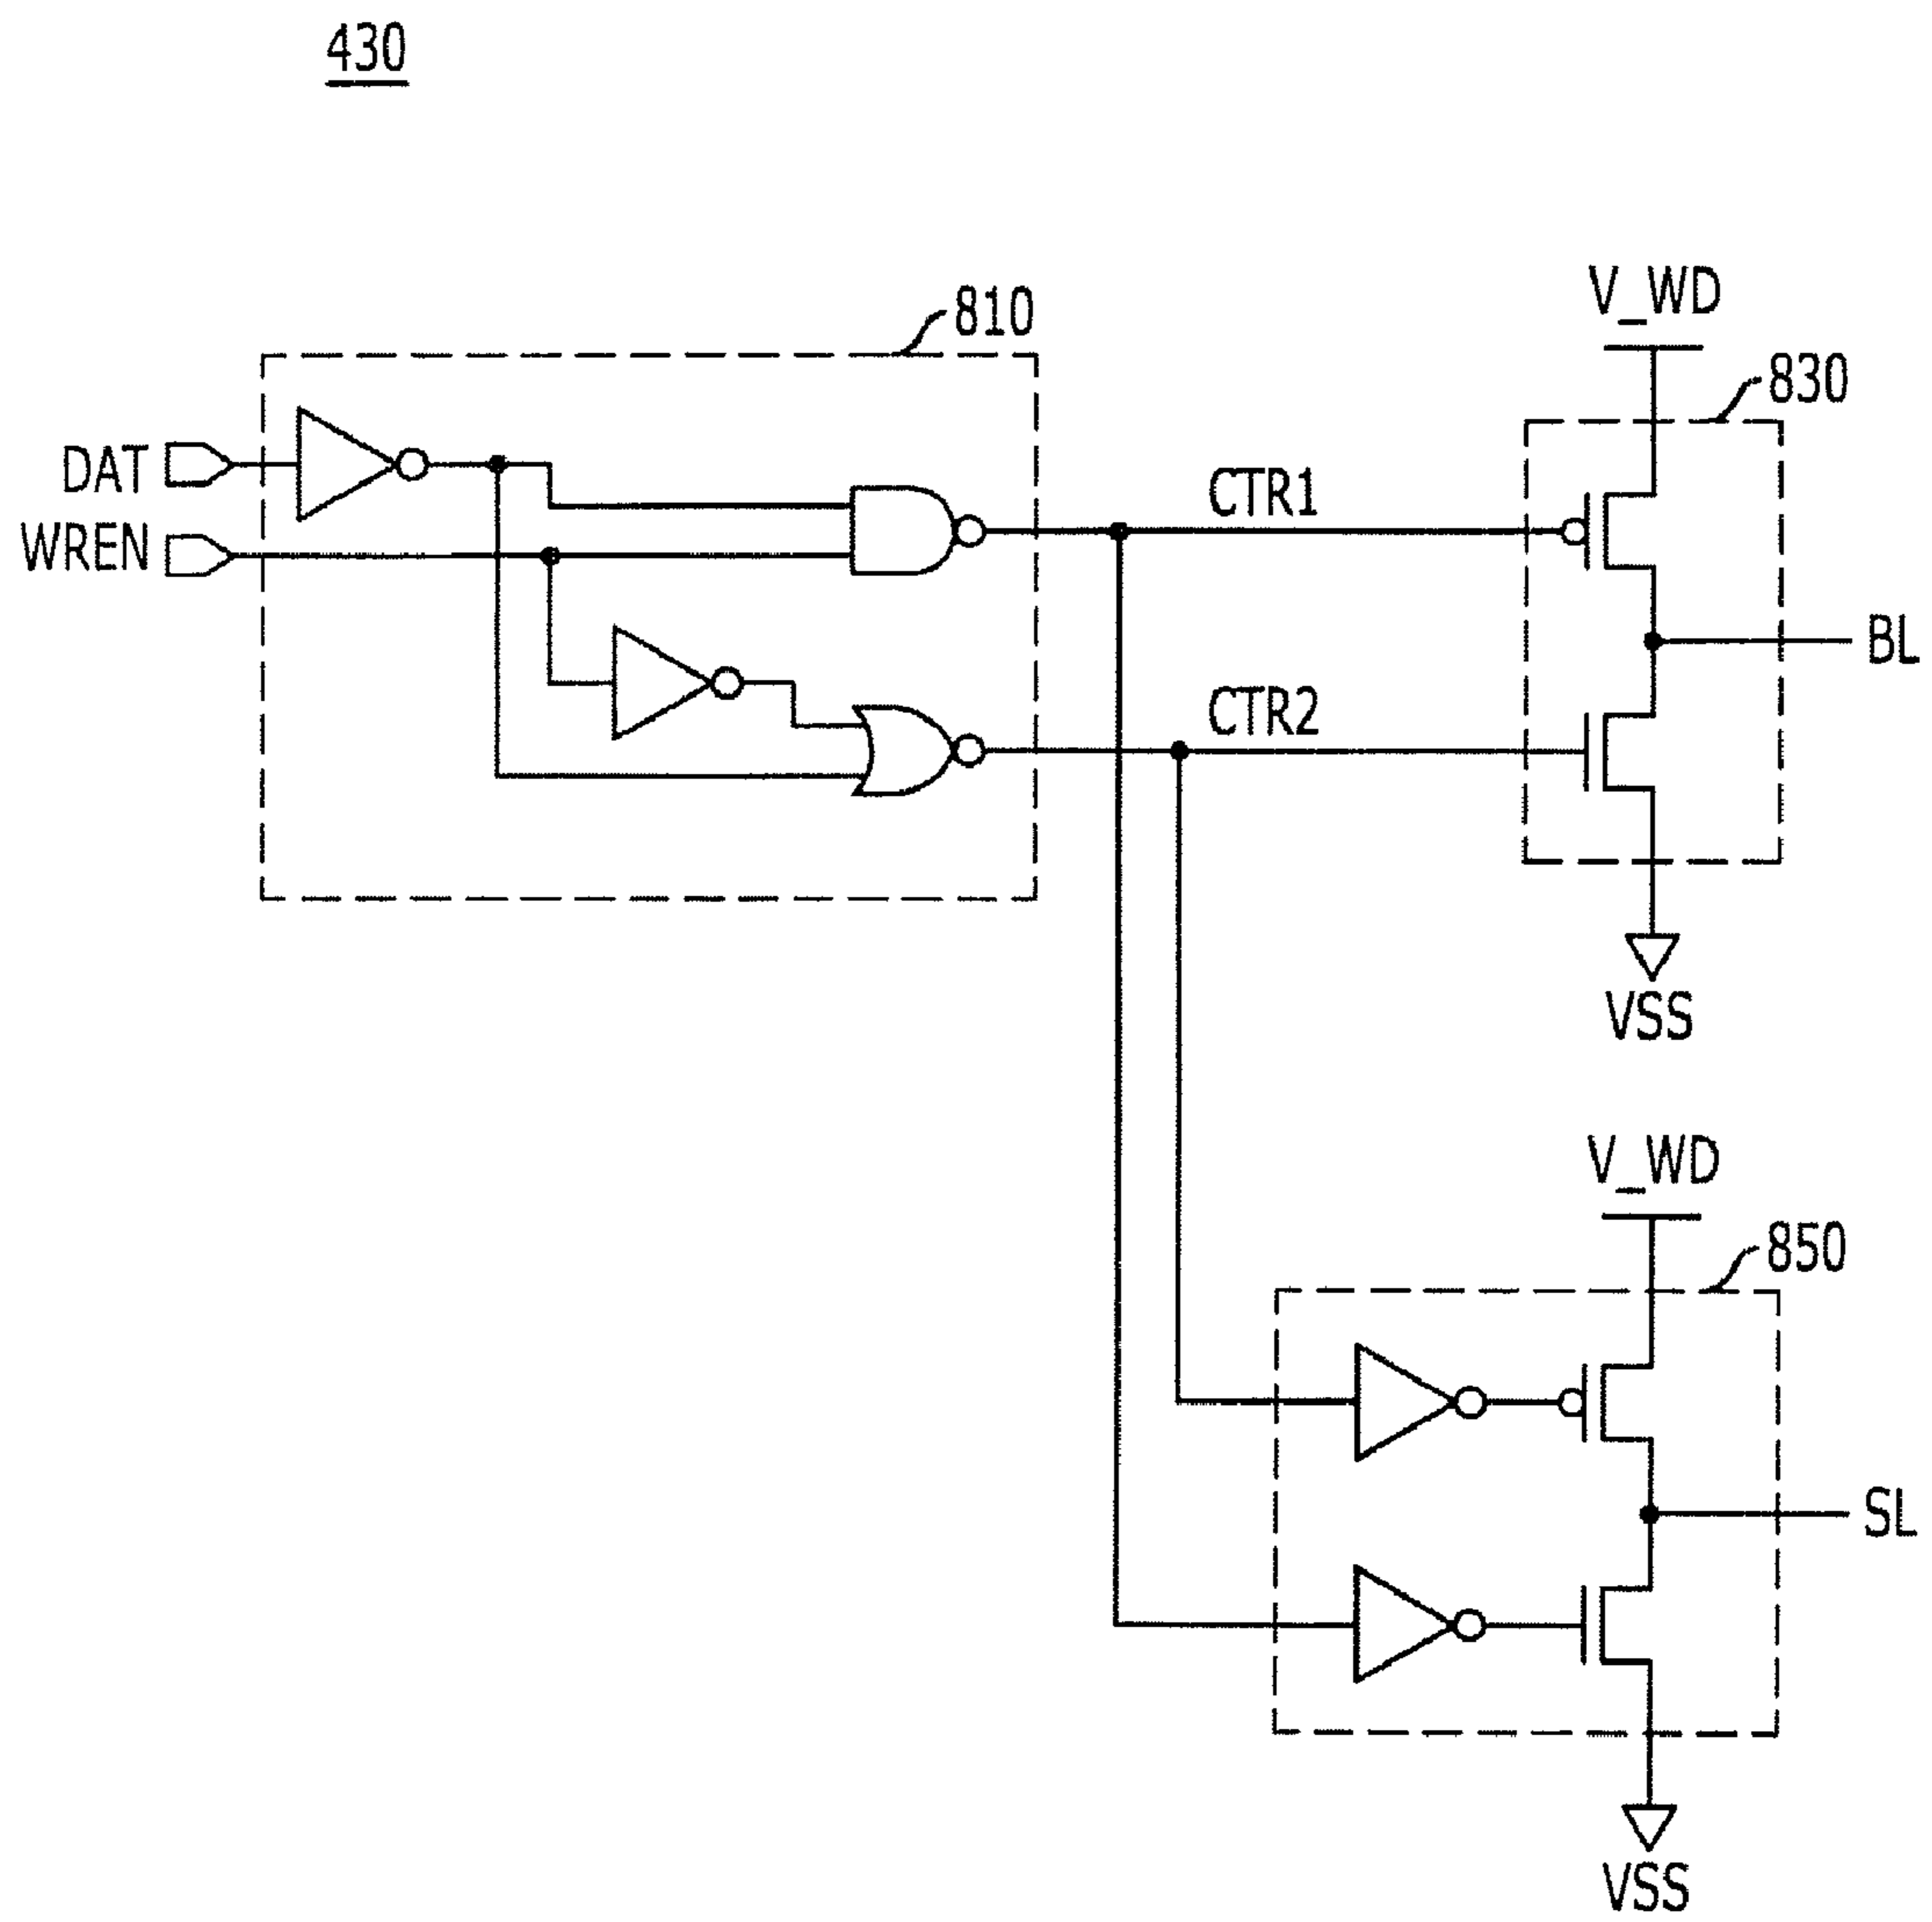 430
810
DAT
WREN
CTR1
CTR2
V_WD
830
BL
VSS
V_WD
850
SL
VSS